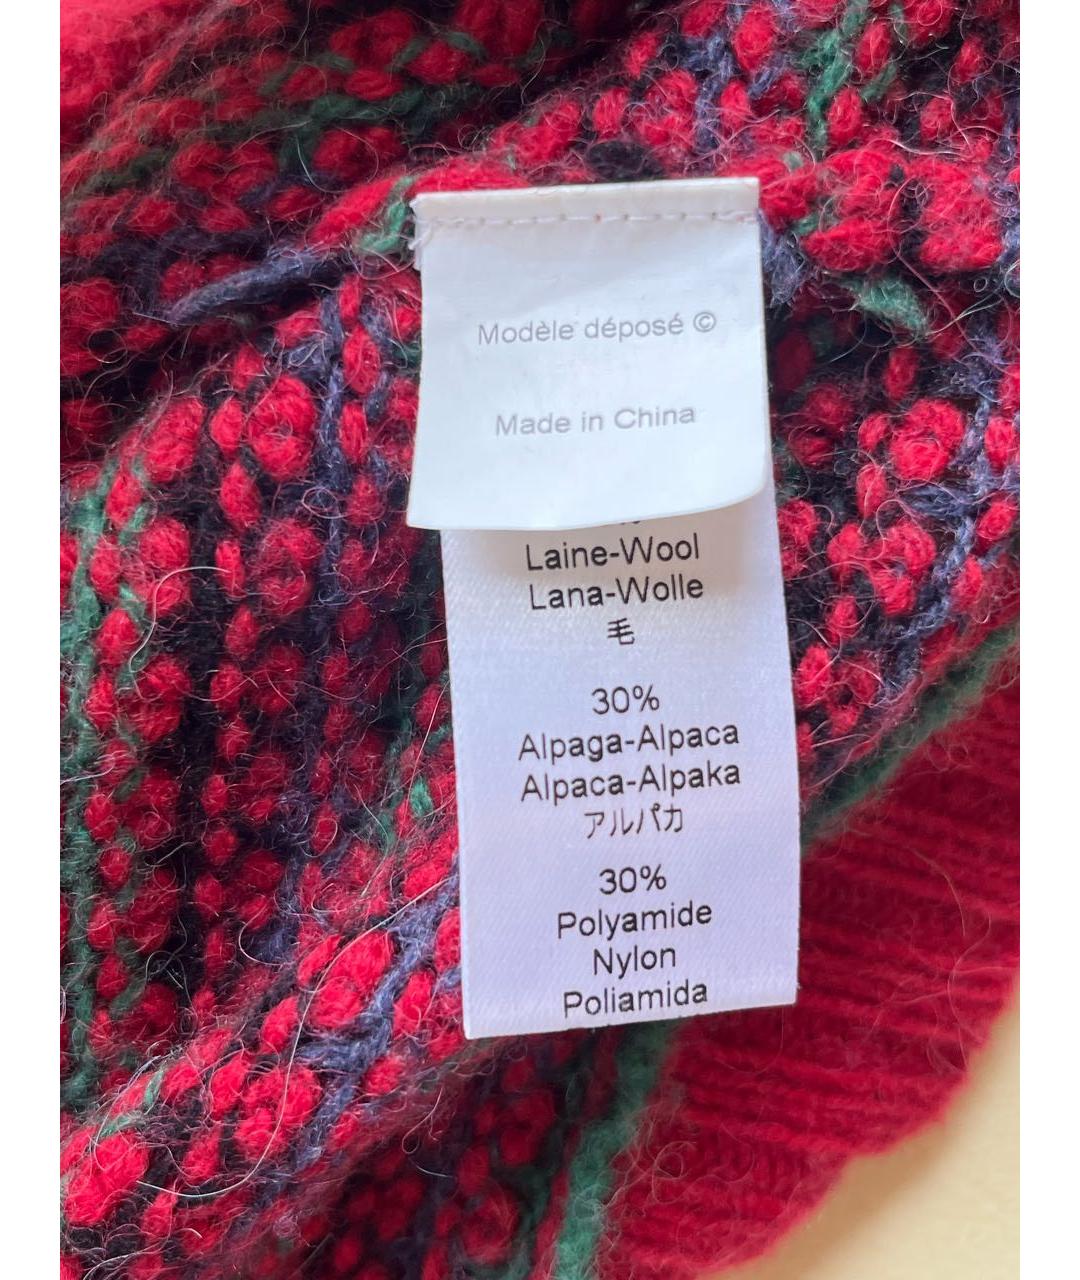 Modèle déposé ©
Made in China
Laine-Wool
Lana-Wolle
毛
30%
Alpaga-Alpaca
Alpaca-Alpaka
アルパカ
30%
Polyamide
Nylon
Poliamida